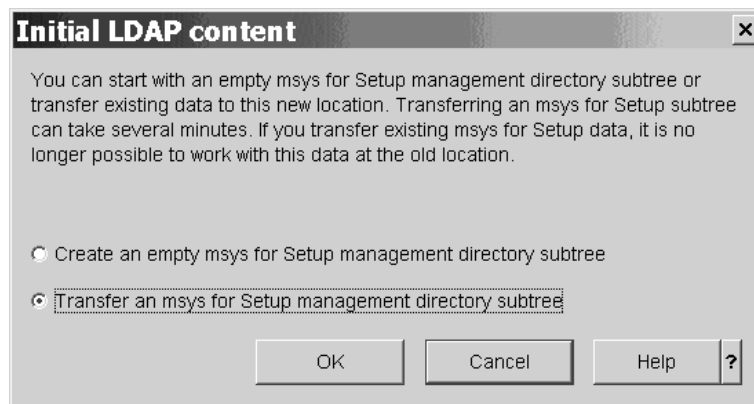 Initial LDAP content
You can start with an empty msys for Setup management directory subtree or
transfer existing data to this new location. Transferring an msys for Setup subtree
can take several minutes. If you transfer existing msys for Setup data, it is no
longer possible to work with this data at the old location.
Create an empty msys for Setup management directory subtree
Transfer an msys for Setup management directory subtree
OK Cancel Help ?